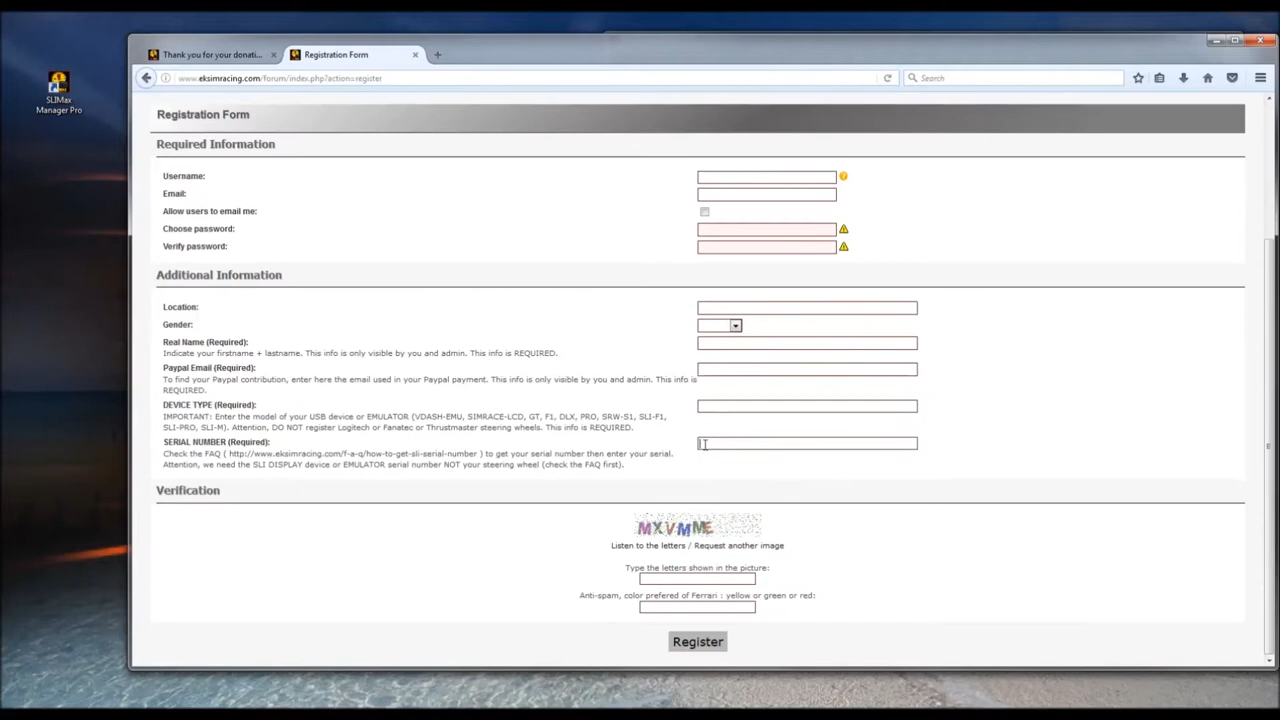 Thank you for your donati...
Registration Form
www.eksimracing.com/forum/index.php?action=register
Search
SLIMax
Manager Pro
Registration Form
Required Information
Username:
Email:
Allow users to email me:
Choose password:
Verify password:
Additional Information
Location:
Gender:
Real Name (Required):
Indicate your firstname + lastname. This info is only visible by you and admin. This info is REQUIRED.
Paypal Email (Required):
To find your Paypal contribution, enter here the email used in your Paypal payment. This info is only visible by you and admin. This info is
REQUIRED.
DEVICE TYPE (Required):
IMPORTANT: Enter the model of your USB device or EMULATOR (VDASH-EMU, SIMRACE-LCD, GT, F1, DLX, PRO, SRW-S1, SLI-F1,
SLI-PRO, SLI-M). Attention, DO NOT register Logitech or Fanatec or Thrustmaster steering wheels. This info is REQUIRED.
SERIAL NUMBER (Required):
Check the FAQ ( http://www.eksimracing.com/f-a-q/how-to-get-sli-serial-number ) to get your serial number then enter your serial.
Attention, we need the SLI DISPLAY device or EMULATOR serial number NOT your steering wheel (check the FAQ first).
Verification
MXVMME
Listen to the letters / Request another image
Type the letters shown in the picture:
Anti-spam, color prefered of Ferrari : yellow or green or red:
Register